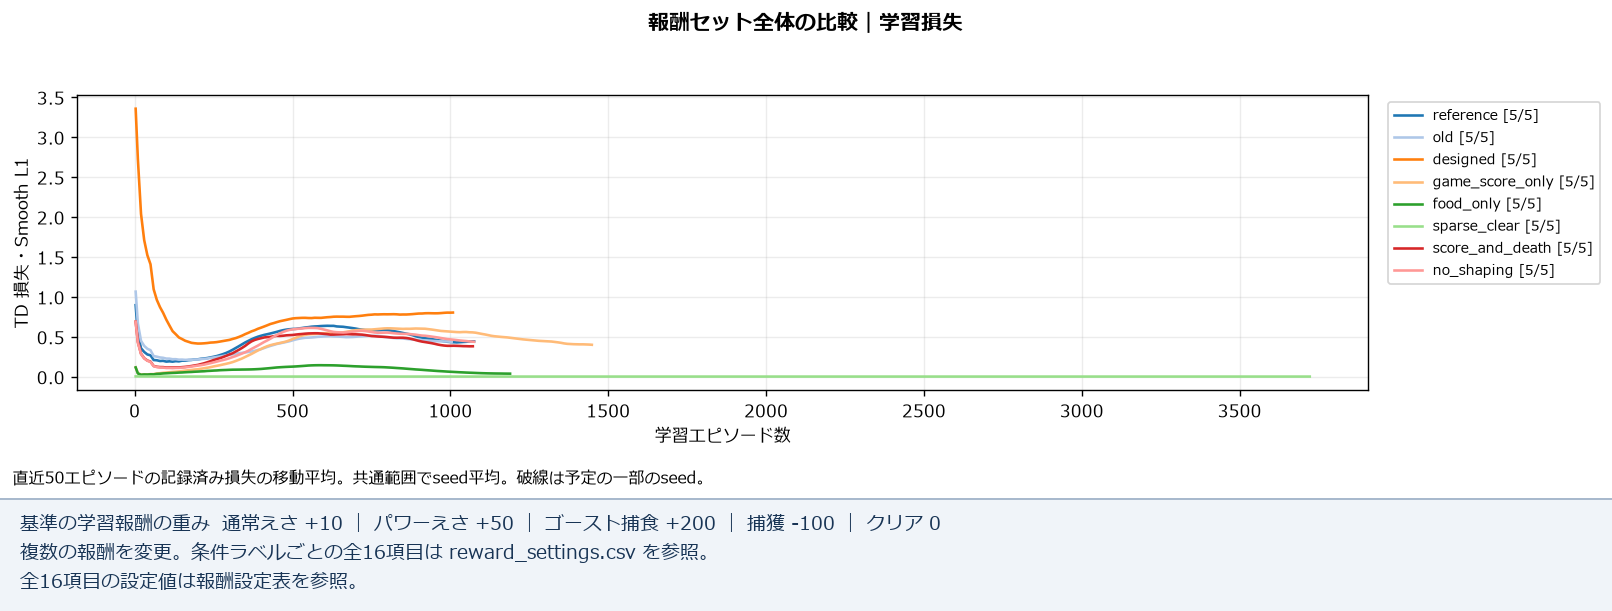 報酬セット全体の比較｜学習損失
3.5
3.0
2.5
2.0
1.5
1.0
0.5
0.0
TD 損失・Smooth L1
0 500 1000 1500 2000 2500 3000 3500
学習エピソード数
reference [5/5]
old [5/5]
designed [5/5]
game_score_only [5/5]
food_only [5/5]
sparse_clear [5/5]
score_and_death [5/5]
no_shaping [5/5]
直近50エピソードの記録済み損失の移動平均。共通範囲でseed平均。破線は予定の一部のseed。
基準の学習報酬の重み 通常えさ +10 ｜ パワーえさ +50 ｜ ゴースト捕食 +200 ｜ 捕獲 -100 ｜ クリア 0
複数の報酬を変更。条件ラベルごとの全16項目は reward_settings.csv を参照。
全16項目の設定値は報酬設定表を参照。